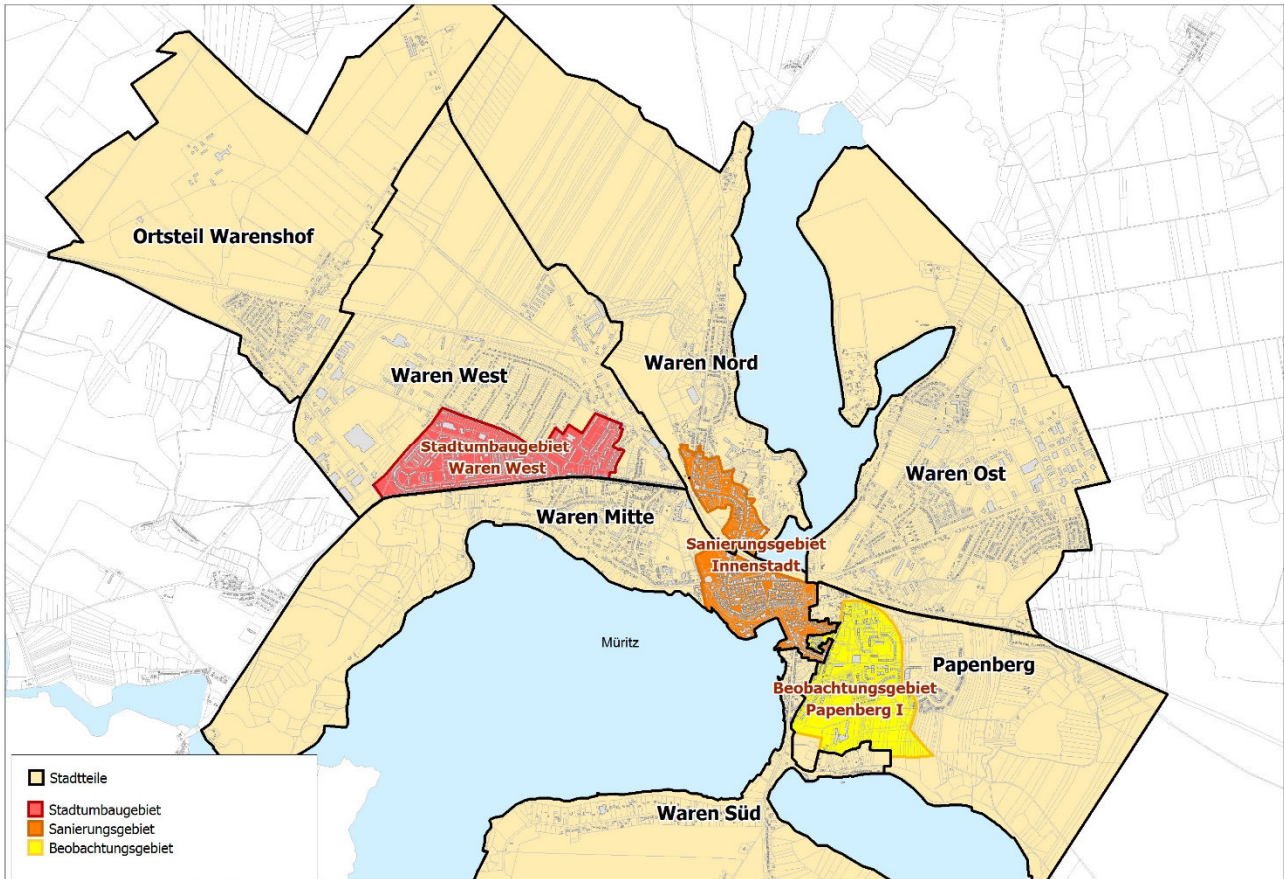 Ortsteil Warenshof
Waren West
Waren Nord
Stadtumbaugebiet
Waren West
Waren Ost
Waren Mitte
Sanierungsgebiet
Innenstadt
Müritz
Papenberg
Beobachtungsgebiet
Papenberg I
Waren Süd
Stadtteile
Stadtumbaugebiet
Sanierungsgebiet
Beobachtungsgebiet